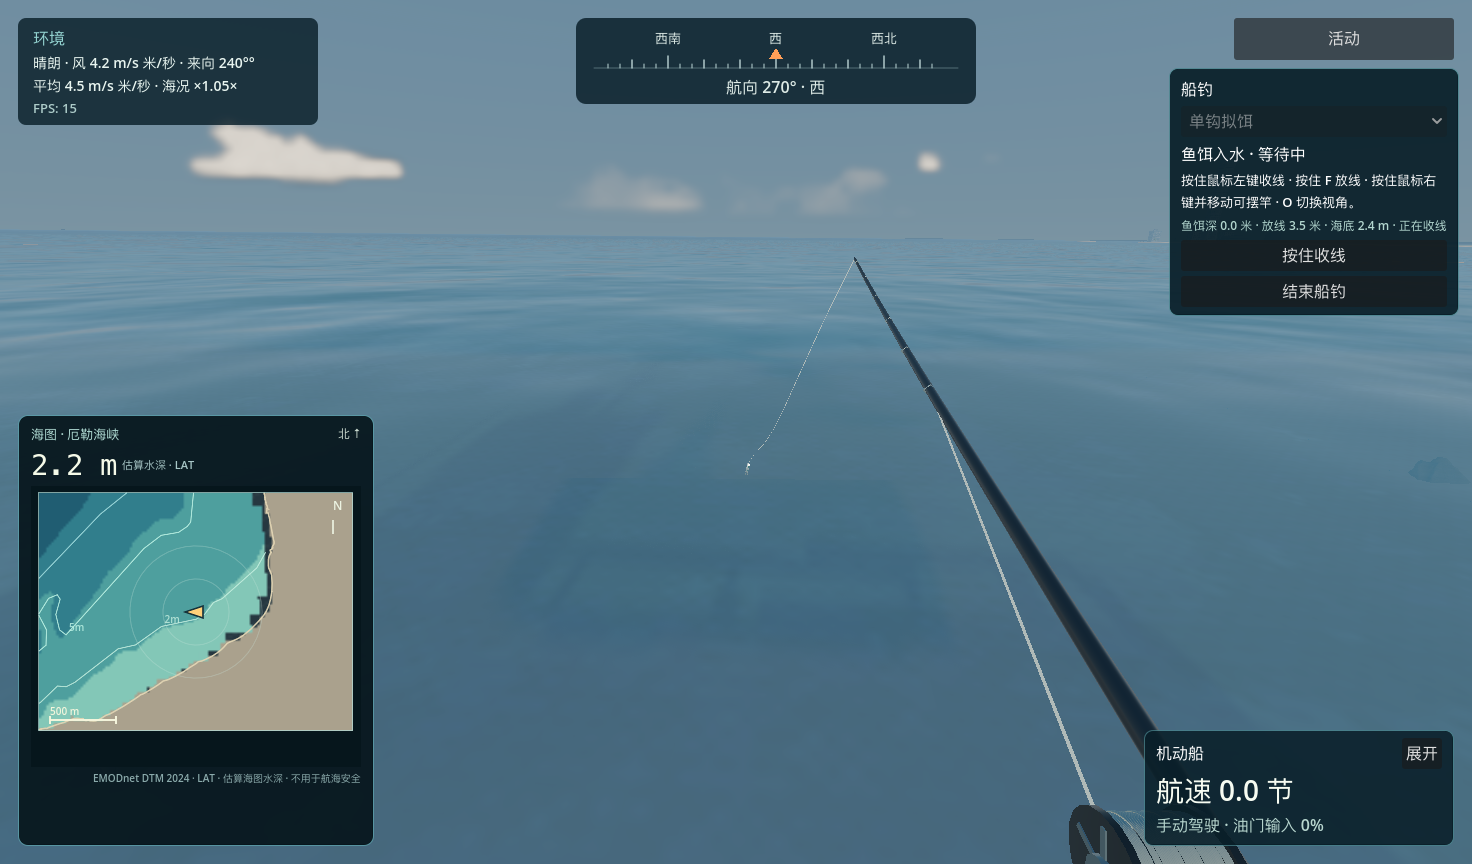 环境
晴朗 · 风 4.2 m/s 米/秒 · 来向 240°°
平均 4.5 m/s 米/秒 · 海况 ×1.05×
FPS: 15
西南 西 西北
航向 270° · 西
活动
船钓
单钩拟饵
鱼饵入水 · 等待中
按住鼠标左键收线 · 按住 F 放线 · 按住鼠标右
键并移动可摆竿 · O 切换视角。
鱼饵深 0.0 米 · 放线 3.5 米 · 海底 2.4 m · 正在收线
按住收线
结束船钓
海图 · 厄勒海峡 北 ↑
2.2 m 估算水深 · LAT
N
2m
5m
500 m
EMODnet DTM 2024 · LAT · 估算海图水深 · 不用于航海安全
机动船 展开
航速 0.0 节
手动驾驶 · 油门输入 0%